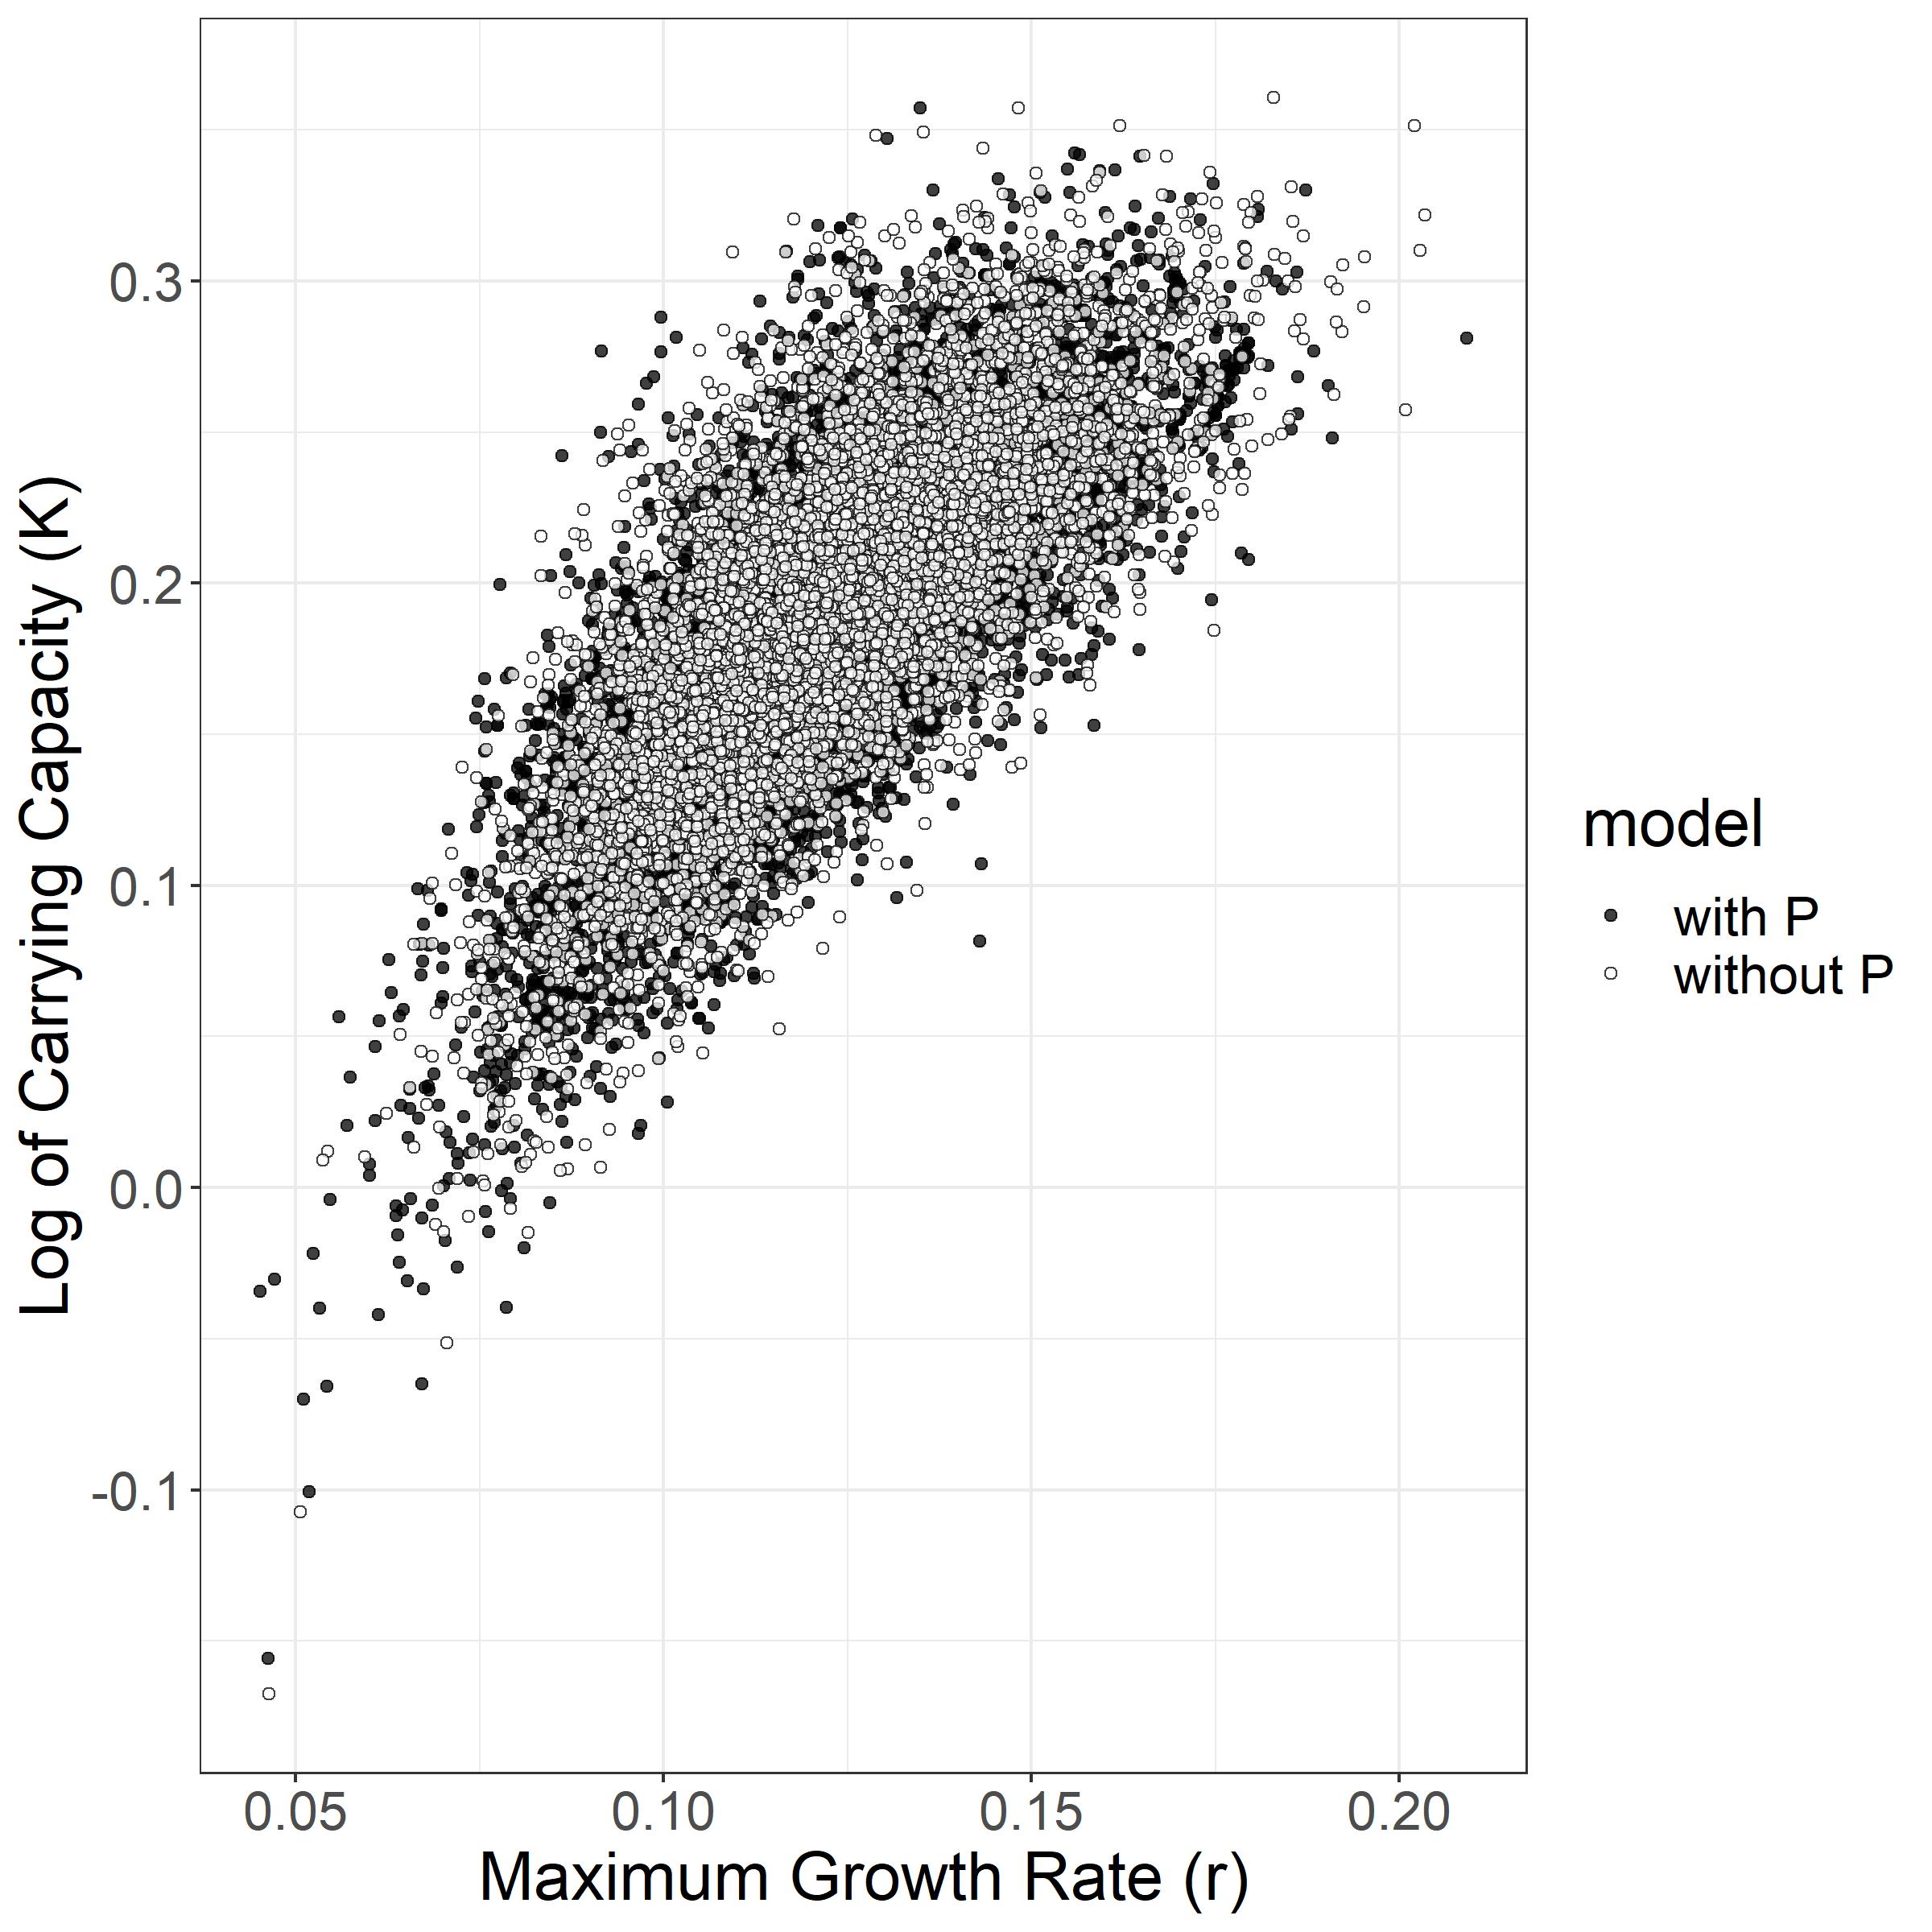 Log of Carrying Capacity (K)
0.3
0.2
0.1
0.0
-0.1
0.05 0.10 0.15 0.20
Maximum Growth Rate (r)
model
with P
without P